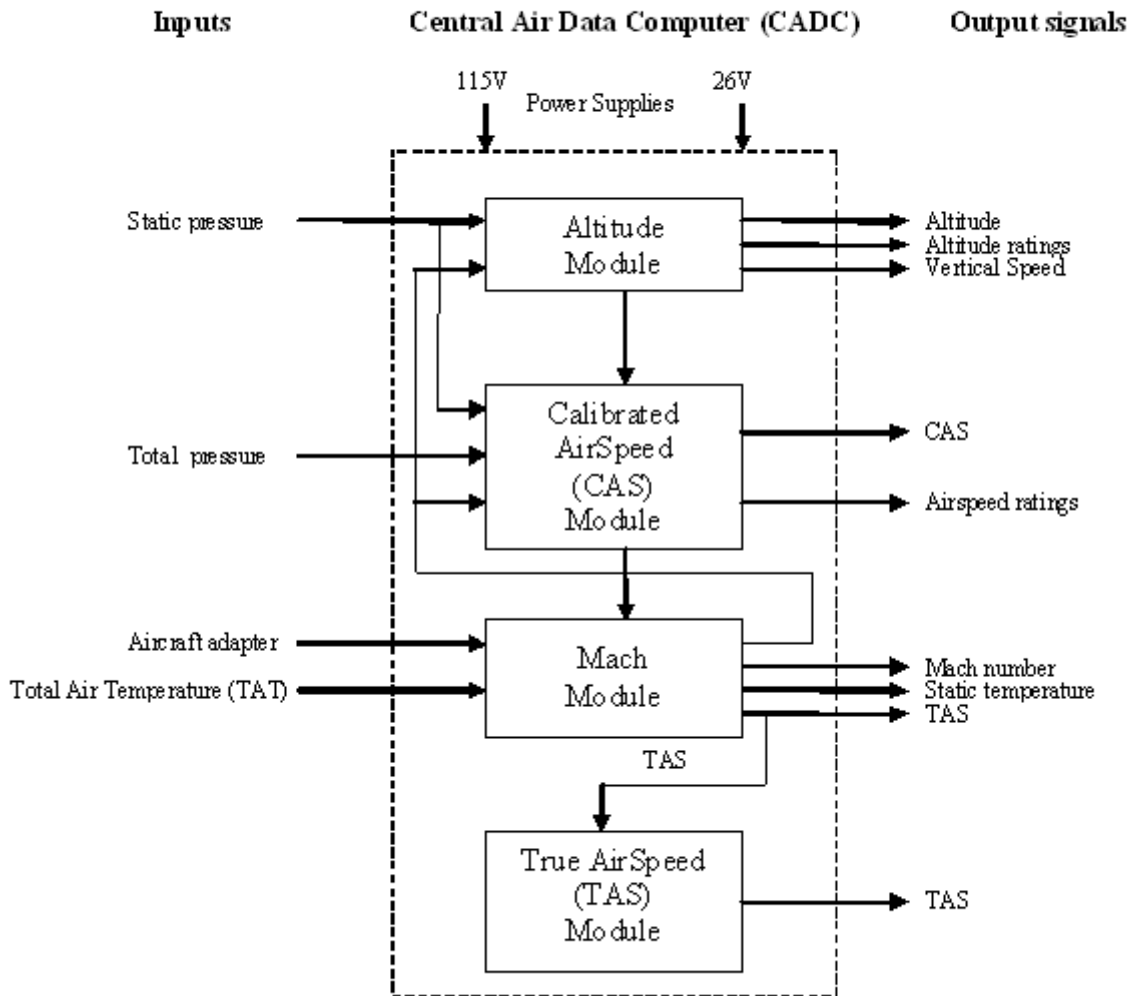 Inputs
Central Air Data Computer (CADC)
Output signals
115V
26V
Power Supplies
Static pressure
Altitude
Module
Altitude
Altitude ratings
Vertical Speed
Total pressure
Calibrated
AirSpeed
(CAS)
Module
CAS
Airspeed ratings
Aircraft adapter
Total Air Temperature (TAT)
Mach
Module
Mach number
Static temperature
TAS
TAS
True AirSpeed
(TAS)
Module
TAS